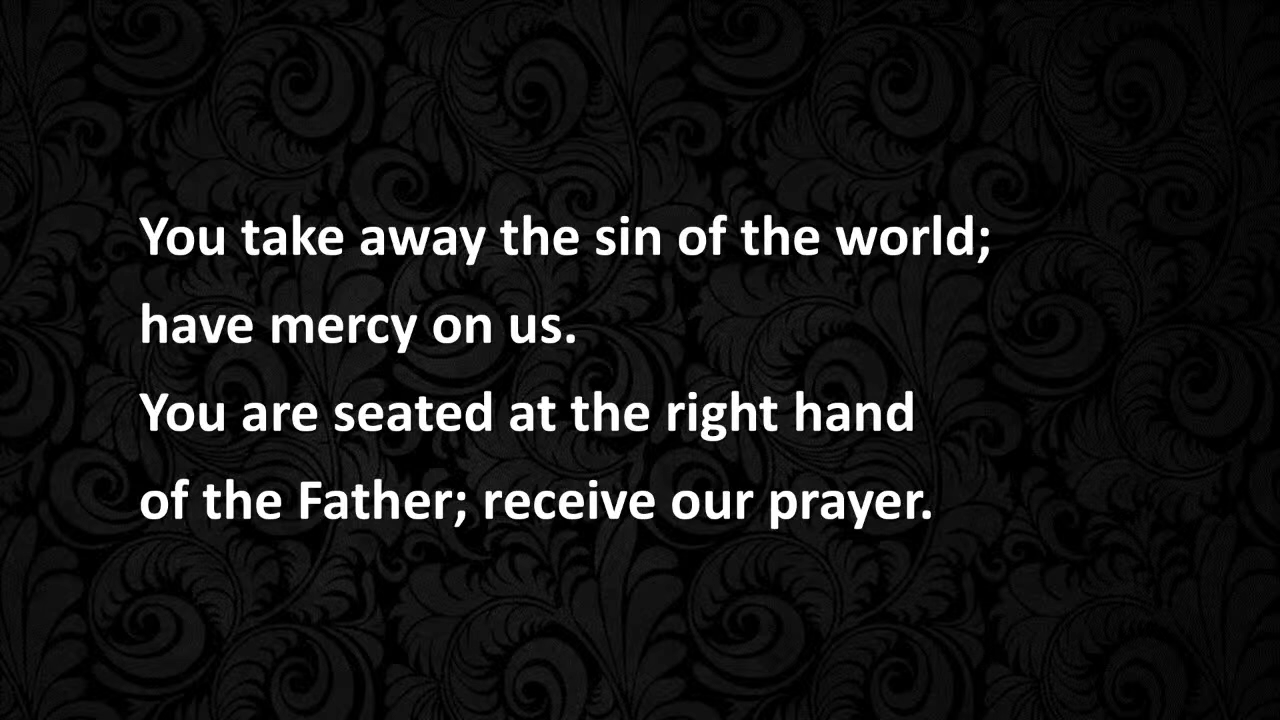 You take away the sin of the world;
have mercy on us.
You are seated at the right hand
of the Father; receive our prayer.